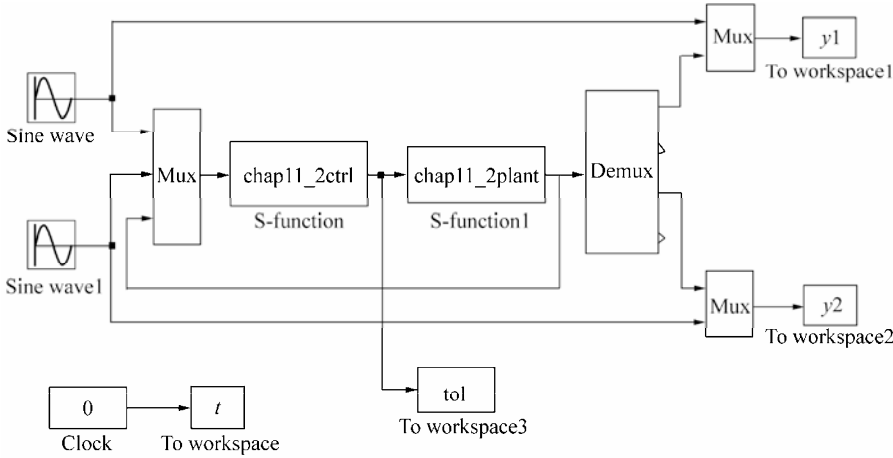 Mux
y1
To workspace1
Sine wave
Mux
chap11_2ctrl
S-function
chap11_2plant
S-function1
Demux
Sine wave1
Mux
y2
To workspace2
0
Clock
t
To workspace
tol
To workspace3